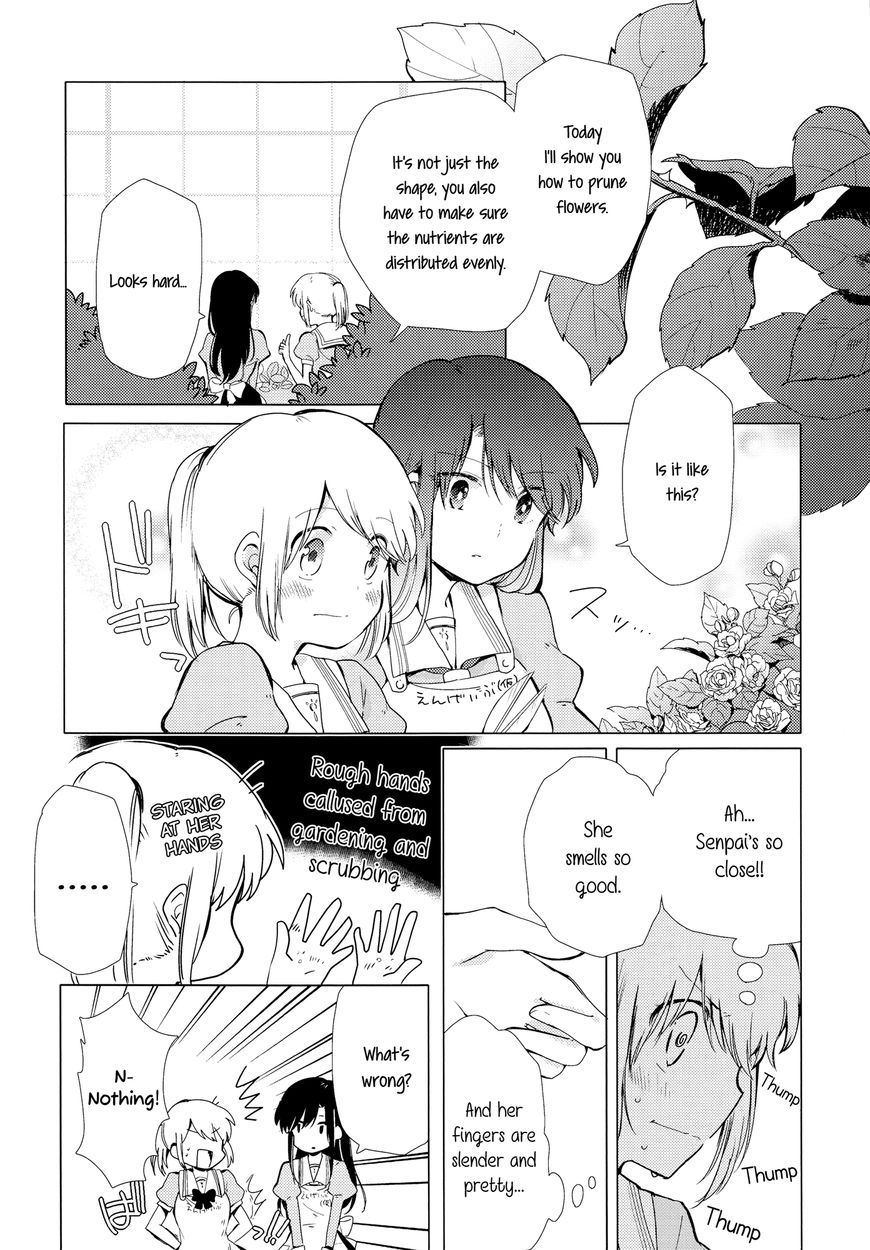 Today
I'll show you
how to prune
flowers.
It's not just the
shape, you also
have to make sure
the nutrients are
distributed evenly.
Looks hard...
Is it like
this?
ス...
ドキッ
えんげいぶ(仮)
Ah...
Senpai's so
close!!
She
smells so
good.
Thump
Thump
Thump
And her
fingers are
slender and
pretty...
Rough hands
callused from
gardening and
scrubbing
STARING
AT HER
HANDS
.....
What's
wrong?
N-
Nothing!